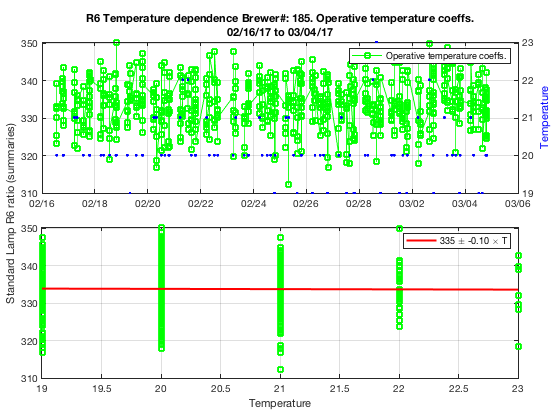 R6 Temperature dependence Brewer#: 185. Operative temperature coeffs.
02/16/17 to 03/04/17
Standard Lamp R6 ratio (summaries)
350
340
330
320
310
Operative temperature coeffs.
23
22
21
20
19
Temperature
02/16 02/18 02/20 02/22 02/24 02/26 02/28 03/02 03/04 03/06
350
340
330
320
310
335 ± -0.10 × T
19 19.5 20 20.5 21 21.5 22 22.5 23
Temperature